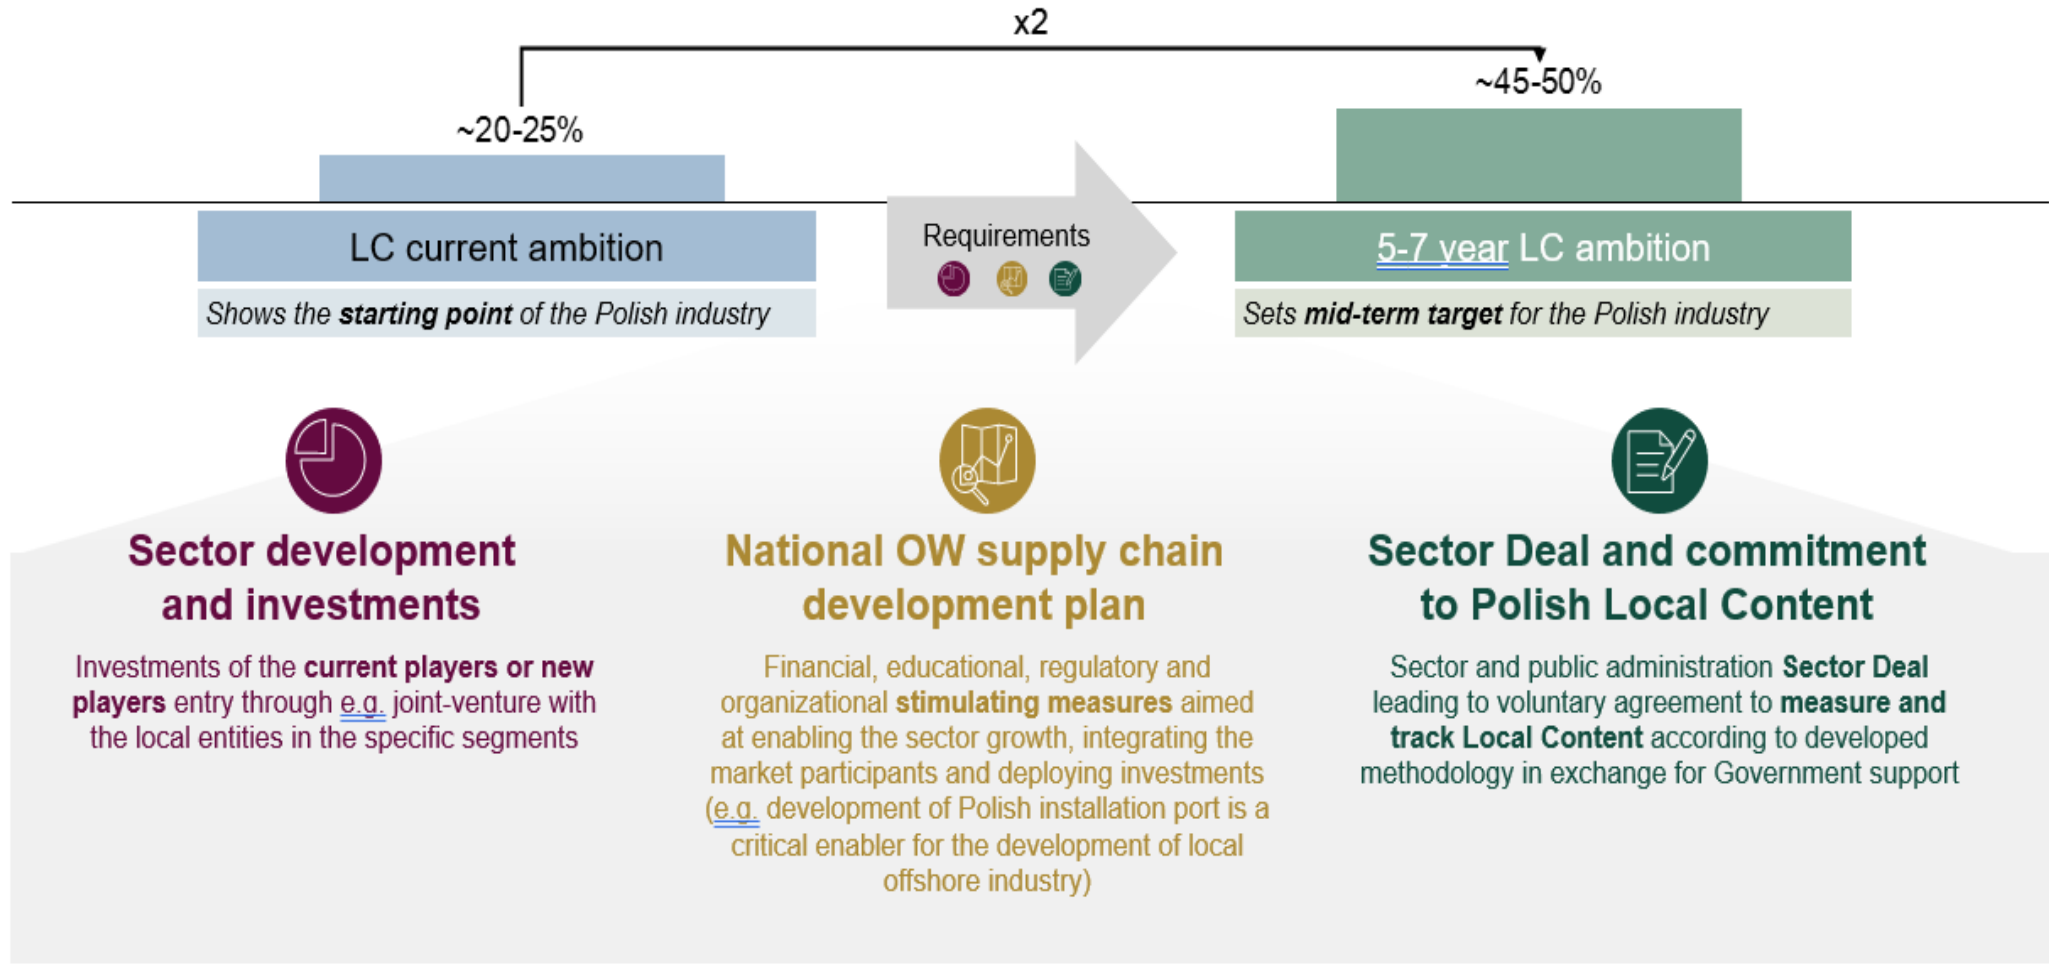 x2
~20-25%
~45-50%
LC current ambition
Shows the starting point of the Polish industry
Requirements
5-7 year LC ambition
Sets mid-term target for the Polish industry
Sector development
and investments
Investments of the current players or new
players entry through e.g. joint-venture with
the local entities in the specific segments
National OW supply chain
development plan
Financial, educational, regulatory and
organizational stimulating measures aimed
at enabling the sector growth, integrating the
market participants and deploying investments
(e.g. development of Polish installation port is a
critical enabler for the development of local
offshore industry)
Sector Deal and commitment
to Polish Local Content
Sector and public administration Sector Deal
leading to voluntary agreement to measure and
track Local Content according to developed
methodology in exchange for Government support